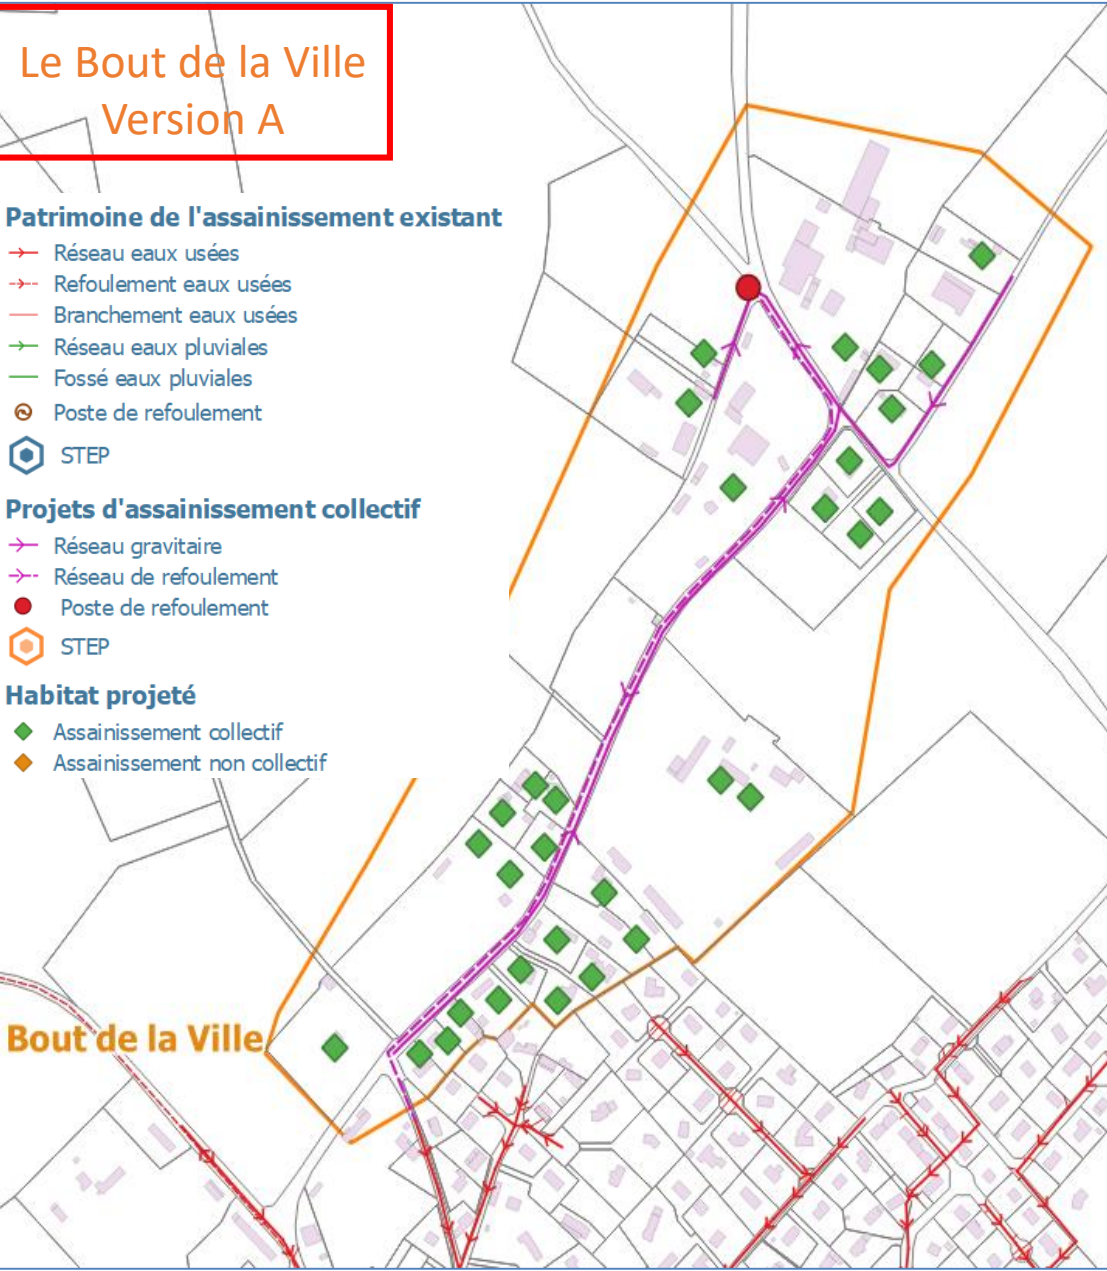 Le Bout de la Ville
Version A
Patrimoine de l'assainissement existant
Réseau eaux usées
Refoulement eaux usées
Branchement eaux usées
Réseau eaux pluviales
Fossé eaux pluviales
Poste de refoulement
STEP
Projets d'assainissement collectif
Réseau gravitaire
Réseau de refoulement
Poste de refoulement
STEP
Habitat projeté
Assainissement collectif
Assainissement non collectif
Bout de la Ville